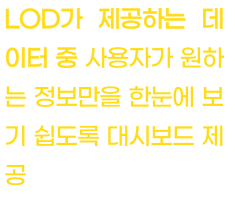 LOD가 제공하는 데
이터 중 사용자가 원하
는 정보만을 한눈에 보
기 쉽도록 대시보드 제
공